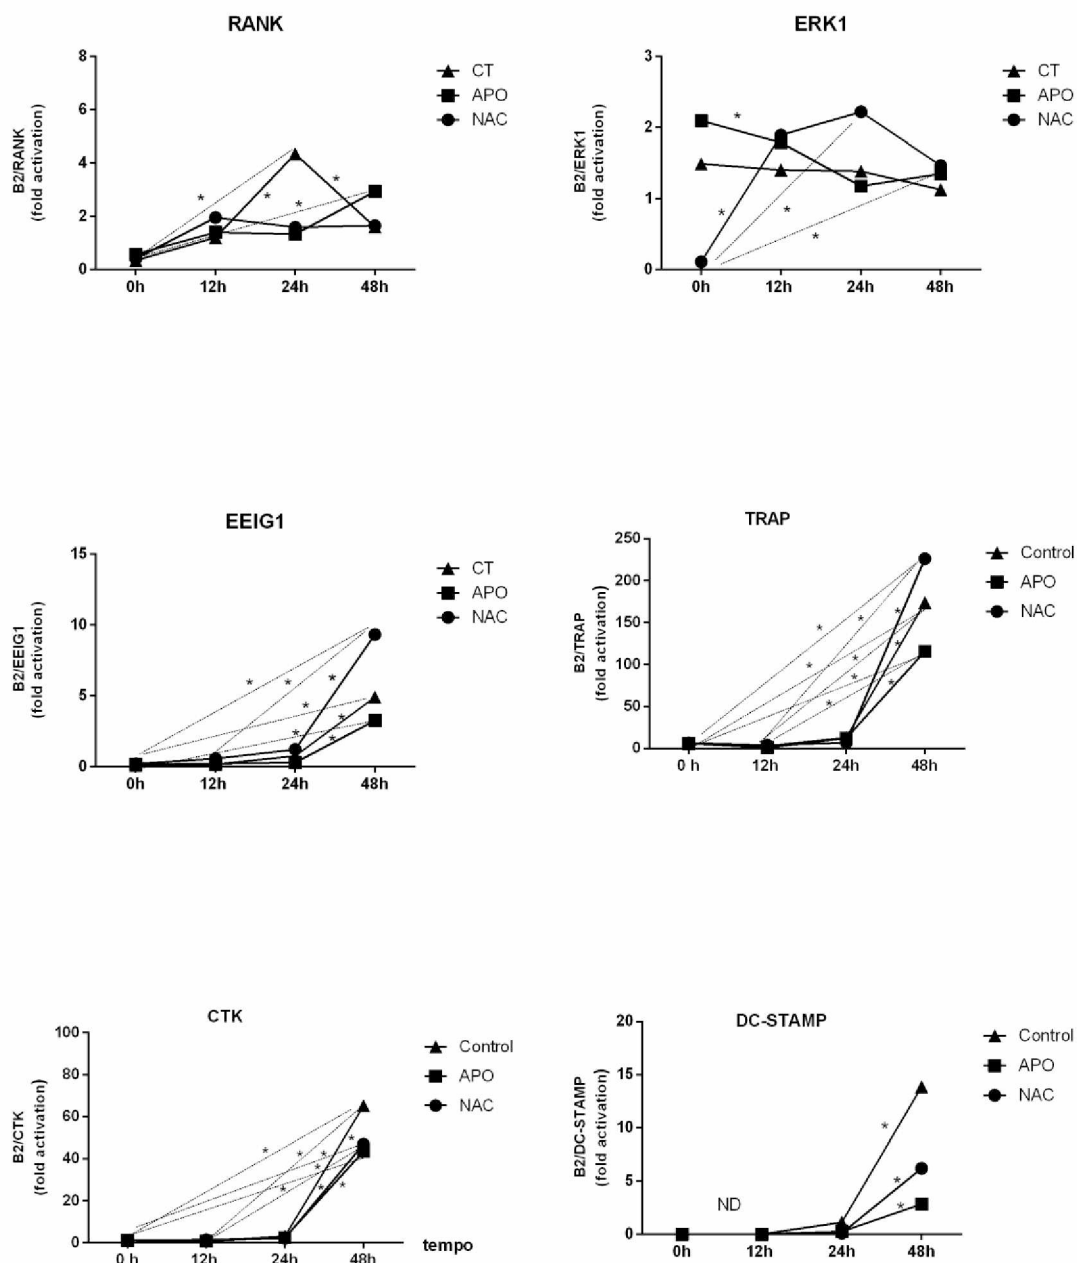 RANK
8
6
4
2
0
B2/RANK
(fold activation)
0h 12h 24h 48h
CT
APO
NAC
* * * *
ERK1
3
2
1
0
B2/ERK1
(fold activation)
0h 12h 24h 48h
CT
APO
NAC
* * * *
EEIG1
15
10
5
0
B2/EEIG1
(fold activation)
0h 12h 24h 48h
CT
APO
NAC
* * * * * * *
TRAP
250
200
150
100
50
0
B2/TRAP
(fold activation)
0 h 12h 24h 48h
Control
APO
NAC
* * * * * * * * *
CTK
100
80
60
40
20
0
B2/CTK
(fold activation)
0 h 12h 24h 48h
tempo
Control
APO
NAC
* * * * * * * *
DC-STAMP
20
15
10
5
0
B2/DC-STAMP
(fold activation)
ND
0h 12h 24h 48h
Control
APO
NAC
* * *